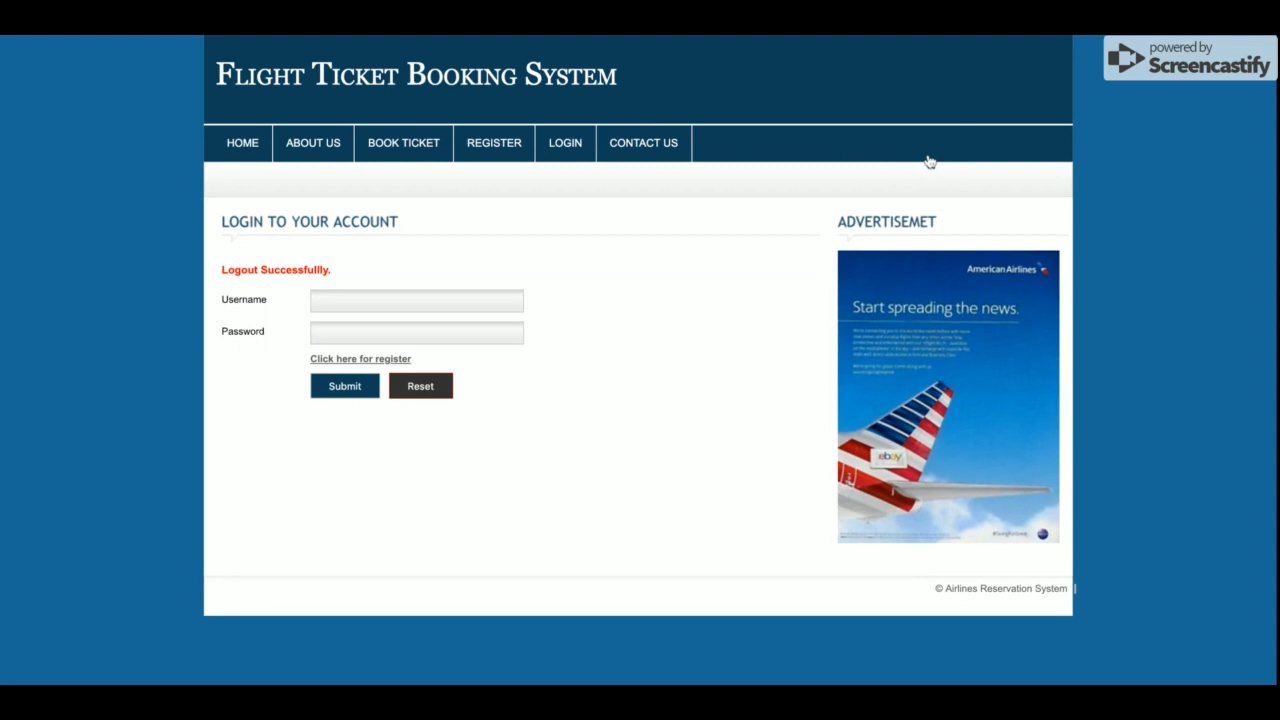 powered by
Screencastify
Flight Ticket Booking System
HOME
ABOUT US
BOOK TICKET
REGISTER
LOGIN
CONTACT US
LOGIN TO YOUR ACCOUNT
ADVERTISEMET
Logout Successfullly.
Username
Password
Click here for register
Submit
Reset
American Airlines
Start spreading the news.
ebay
© Airlines Reservation System |